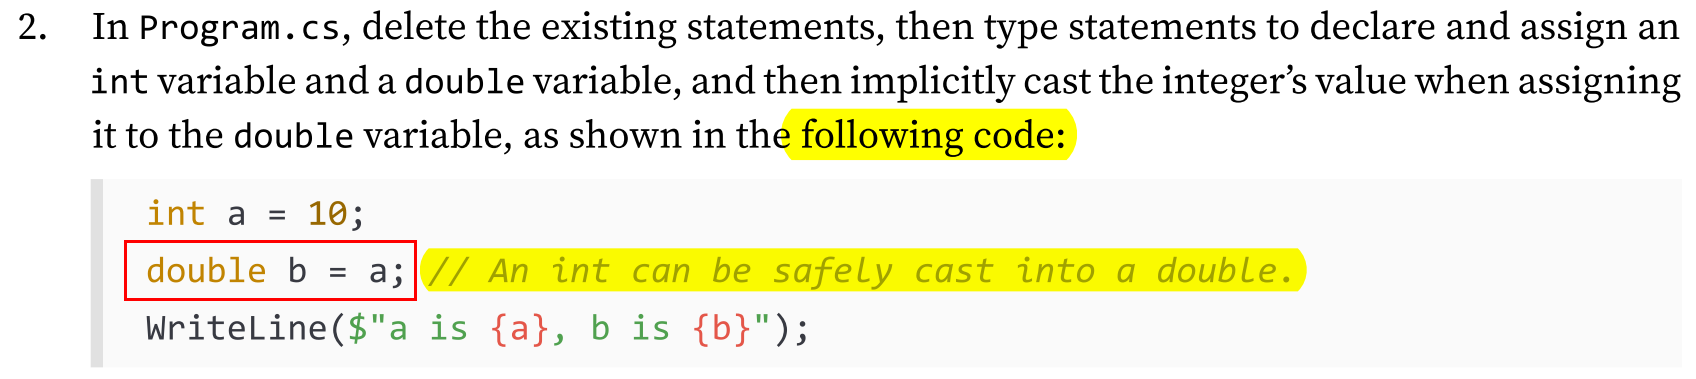 2. In Program.cs, delete the existing statements, then type statements to declare and assign an
int variable and a double variable, and then implicitly cast the integer’s value when assigning
it to the double variable, as shown in the following code:
int a = 10;
double b = a; // An int can be safely cast into a double.
WriteLine($"a is {a}, b is {b}");